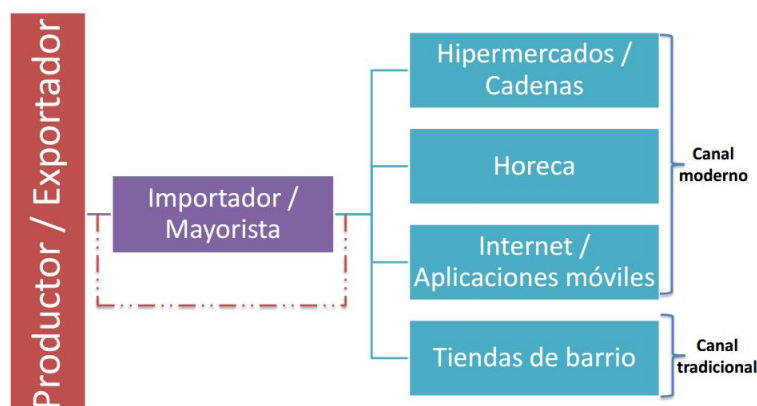 Productor / Exportador
Importador /
Mayorista
Hipermercados /
Cadenas
Horeca
Internet /
Aplicaciones móviles
Tiendas de barrio
Canal
moderno
Canal
tradicional